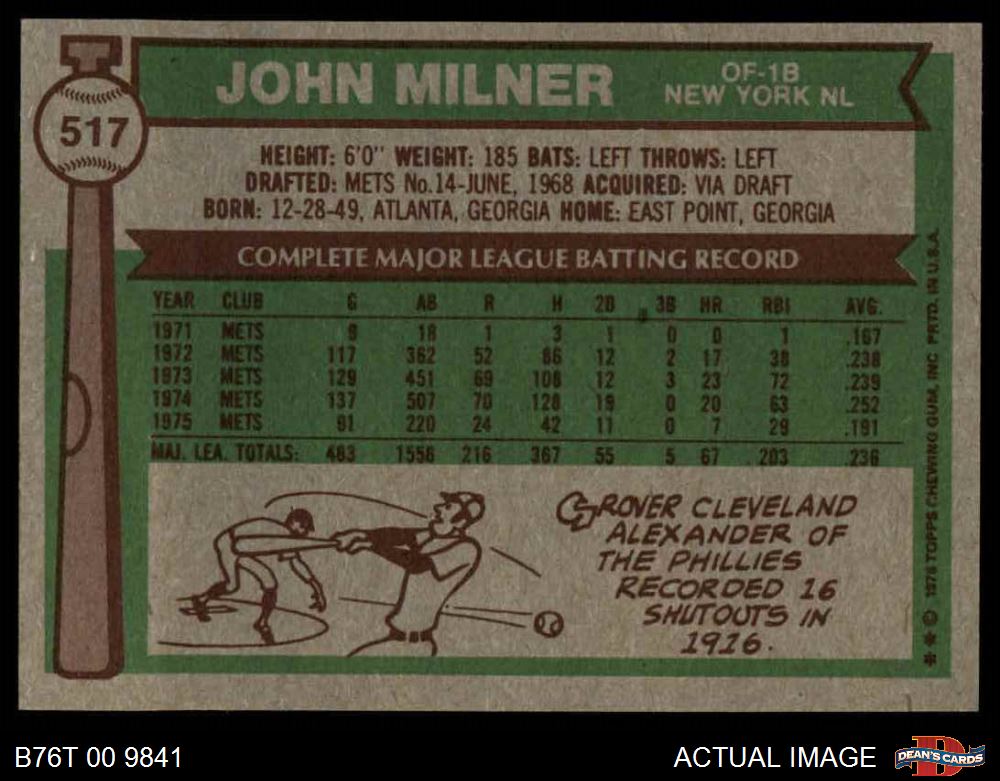 517
JOHN MILNER
OF-1B
NEW YORK NL
HEIGHT: 6'0" WEIGHT: 185 BATS: LEFT THROWS: LEFT
DRAFTED: METS No.14-JUNE, 1968 ACQUIRED: VIA DRAFT
BORN: 12-28-49, ATLANTA, GEORGIA HOME: EAST POINT, GEORGIA
COMPLETE MAJOR LEAGUE BATTING RECORD
YEAR CLUB G AB R H 2B 3B HR RBI AVG.
1971 METS 9 18 1 3 1 0 0 1 .167
1972 METS 117 362 52 86 12 2 17 38 .238
1973 METS 129 451 69 108 12 3 23 72 .239
1974 METS 137 507 70 128 19 0 20 63 .252
1975 METS 91 220 24 42 11 0 7 29 .191
MAJ. LEA. TOTALS: 483 1558 216 367 55 5 67 203 .236
GROVER CLEVELAND
ALEXANDER OF
THE PHILLIES
RECORDED 16
SHUTOUTS IN
1916.
** © 1976 TOPPS CHEWING GUM, INC PRTD. IN U.S.A.
B76T 00 9841
ACTUAL IMAGE
D
DEAN'S CARDS